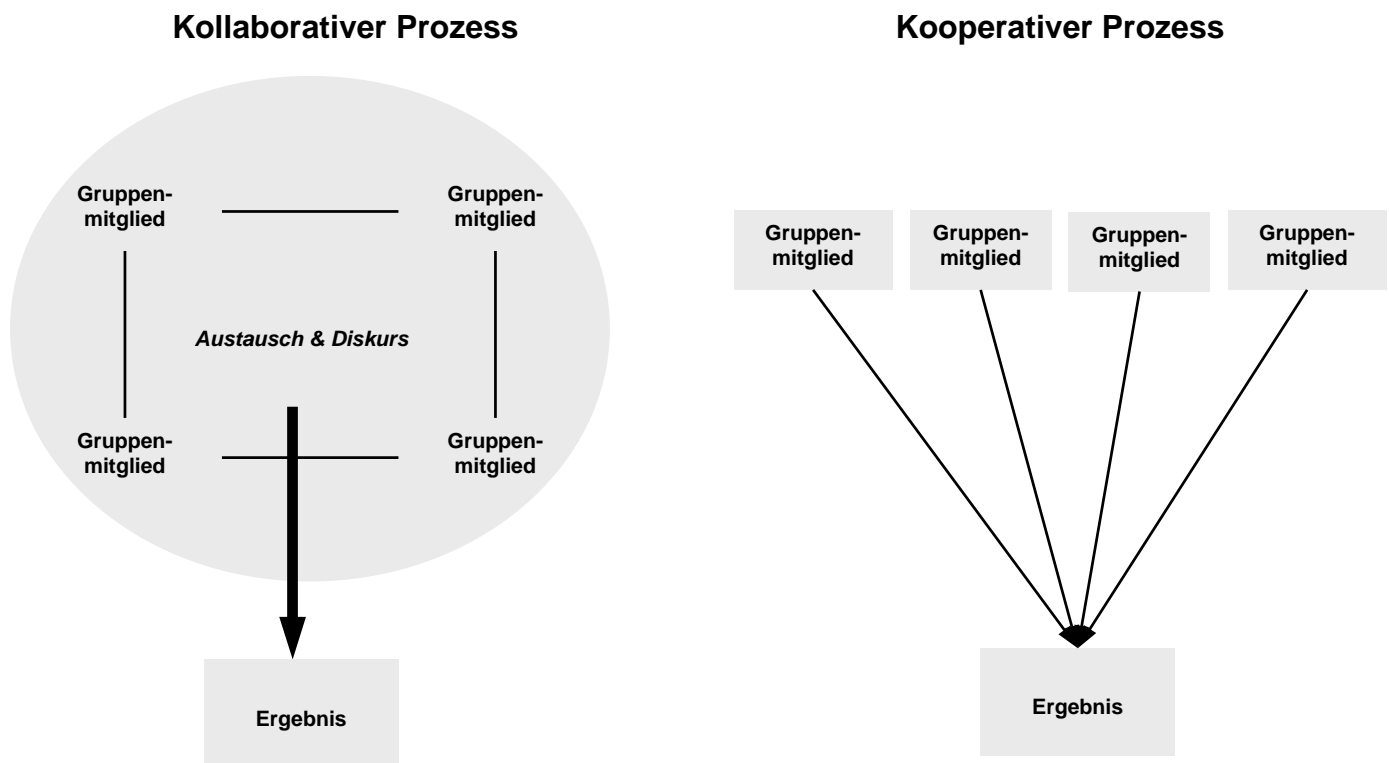 Kollaborativer Prozess
Gruppen-
mitglied
Gruppen-
mitglied
Austausch & Diskurs
Gruppen-
mitglied
Gruppen-
mitglied
Ergebnis
Kooperativer Prozess
Gruppen-
mitglied
Gruppen-
mitglied
Gruppen-
mitglied
Gruppen-
mitglied
Ergebnis